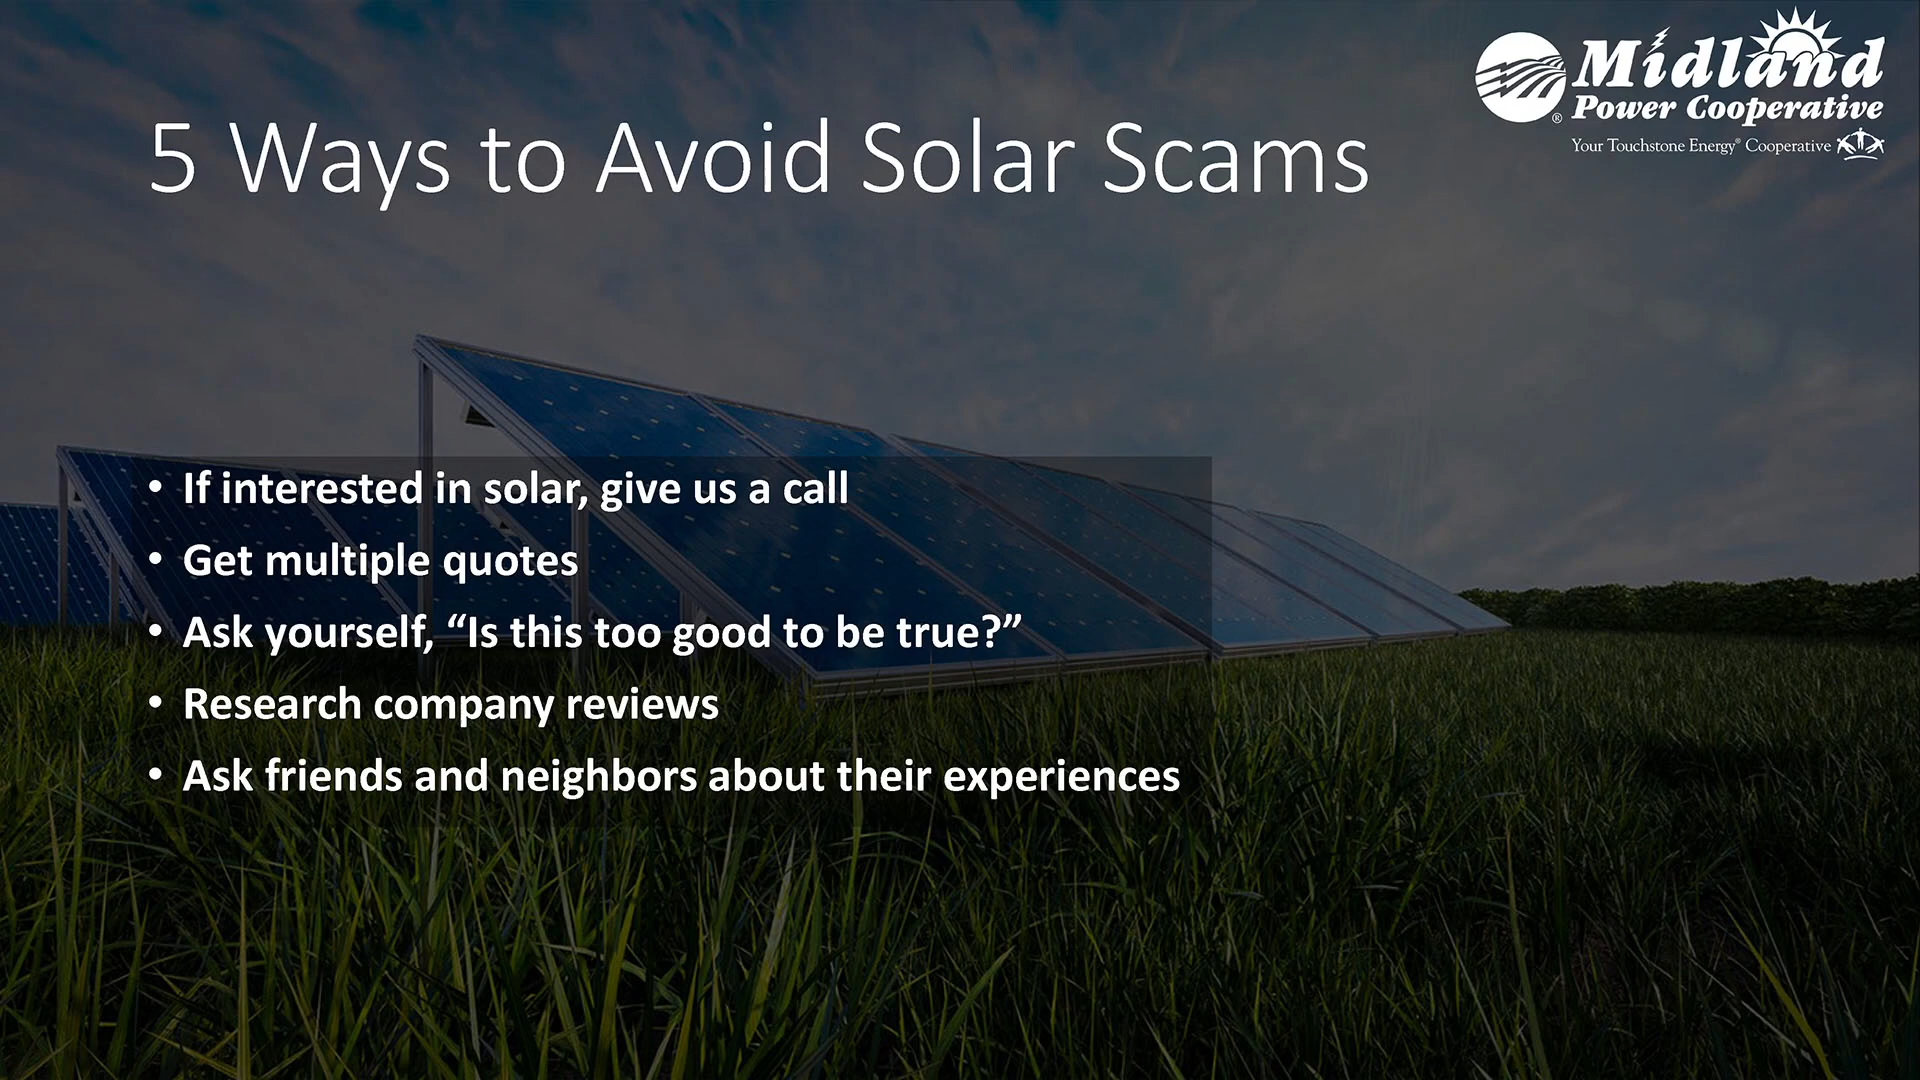 Midland
Power Cooperative
®
Your Touchstone Energy® Cooperative
5 Ways to Avoid Solar Scams
• If interested in solar, give us a call
• Get multiple quotes
• Ask yourself, “Is this too good to be true?”
• Research company reviews
• Ask friends and neighbors about their experiences